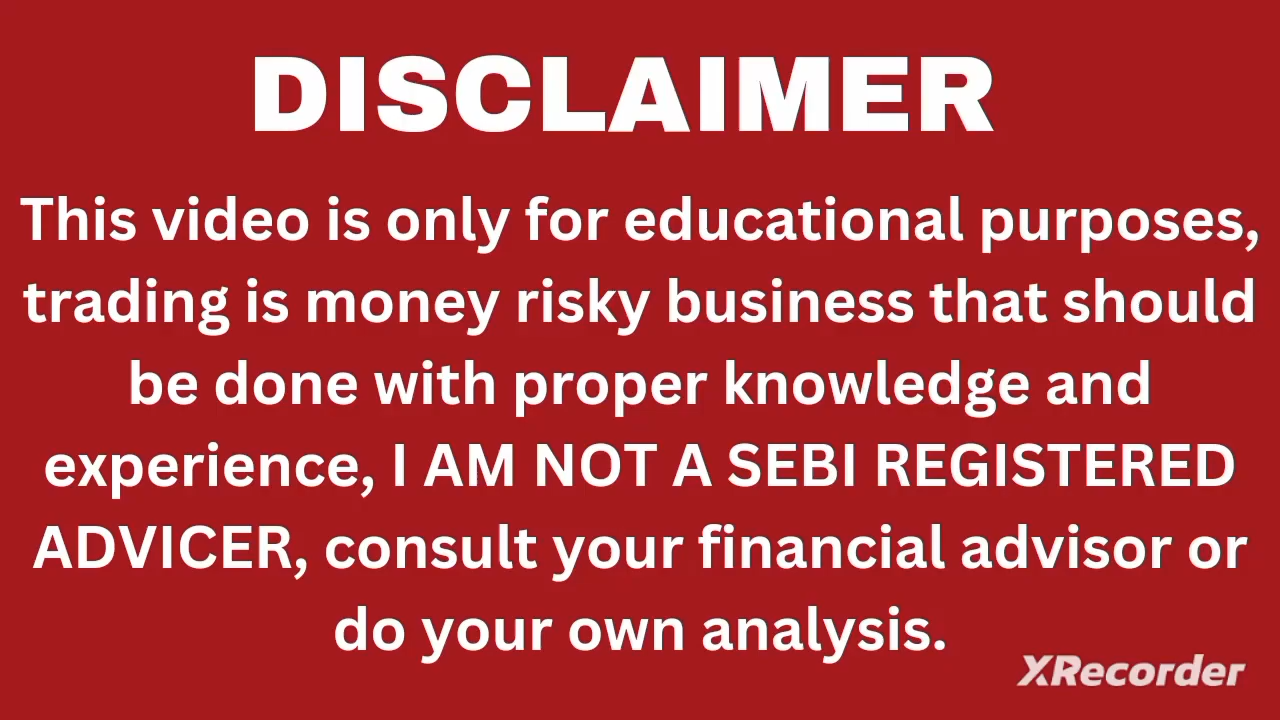 DISCLAIMER
This video is only for educational purposes,
trading is money risky business that should
be done with proper knowledge and
experience, I AM NOT A SEBI REGISTERED
ADVICER, consult your financial advisor or
do your own analysis.
XRecorder